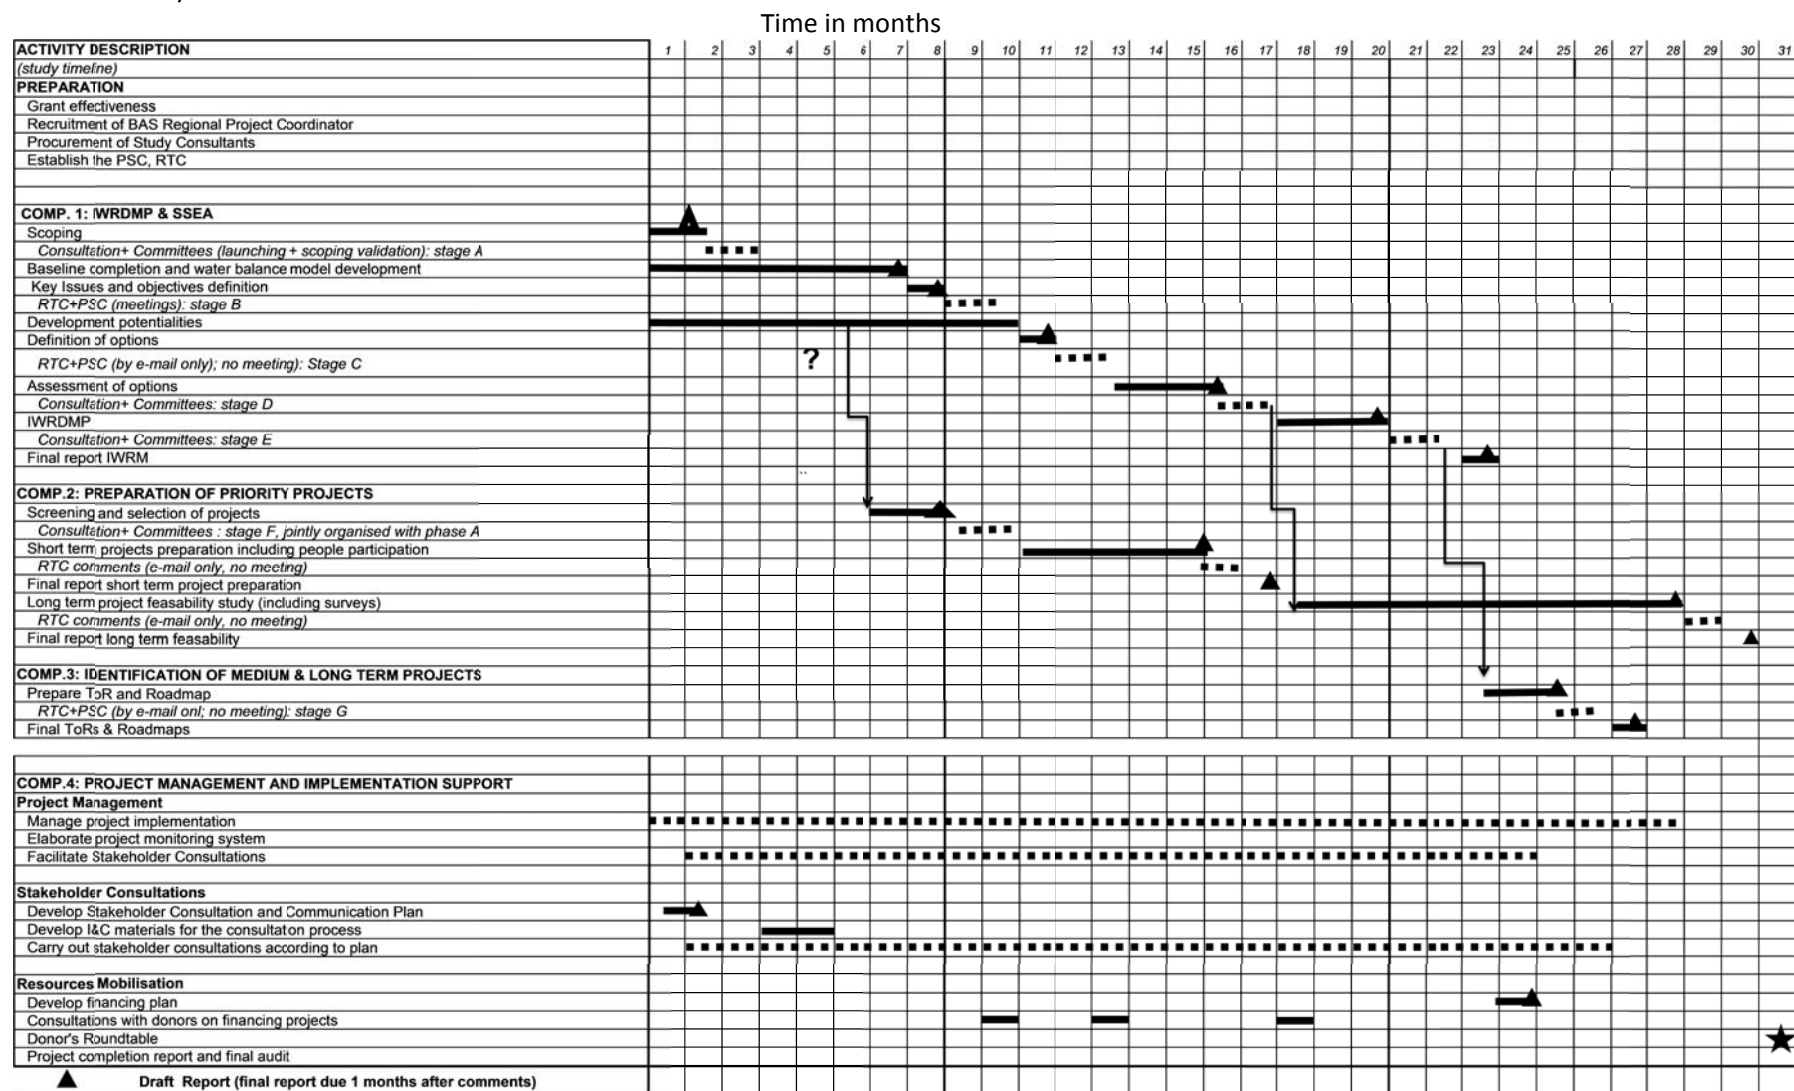 Time in months
ACTIVITY DESCRIPTION 1 2 3 4 5 6 7 8 9 10 11 12 13 14 15 16 17 18 19 20 21 22 23 24 25 26 27 28 29 30 31
(study timeline)
PREPARATION
Grant effectiveness
Recruitment of BAS Regional Project Coordinator
Procurement of Study Consultants
Establish the PSC, RTC
COMP. 1: IWRDMP & SSEA
Scoping
Consultation+ Committees (launching + scoping validation): stage A
Baseline completion and water balance model development
Key Issues and objectives definition
RTC+PSC (meetings): stage B
Development potentialities
Definition of options
RTC+PSC (by e-mail only); no meeting): Stage C ?
Assessment of options
Consultation+ Committees: stage D
IWRDMP
Consultation+ Committees: stage E
Final report IWRM
COMP.2: PREPARATION OF PRIORITY PROJECTS
Screening and selection of projects
Consultation+ Committees : stage F, jointly organised with phase A
Short term projects preparation including people participation
RTC comments (e-mail only, no meeting)
Final report short term project preparation
Long term project feasability study (including surveys)
RTC comments (e-mail only, no meeting)
Final report long term feasability
COMP.3: IDENTIFICATION OF MEDIUM & LONG TERM PROJECTS
Prepare ToR and Roadmap
RTC+PSC (by e-mail onl; no meeting): stage G
Final ToRs & Roadmaps
COMP.4: PROJECT MANAGEMENT AND IMPLEMENTATION SUPPORT
Project Management
Manage project implementation
Elaborate project monitoring system
Facilitate Stakeholder Consultations
Stakeholder Consultations
Develop Stakeholder Consultation and Communication Plan
Develop I&C materials for the consultaton process
Carry out stakeholder consultations according to plan
Resources Mobilisation
Develop financing plan
Consultations with donors on financing projects
Donor's Roundtable
Project completion report and final audit
Draft Report (final report due 1 months after comments)